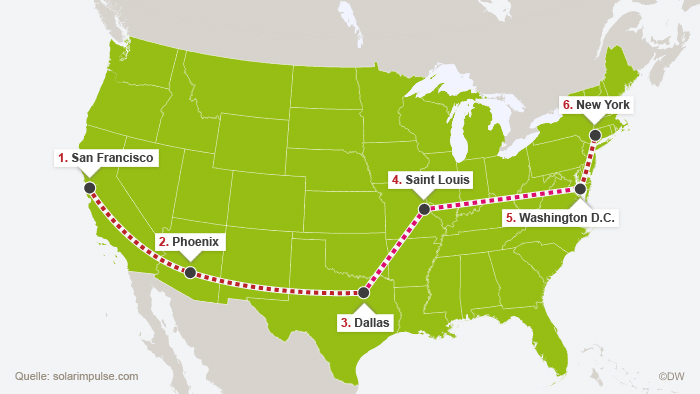 1. San Francisco
2. Phoenix
3. Dallas
4. Saint Louis
5. Washington D.C.
6. New York
Quelle: solarimpulse.com
©DW